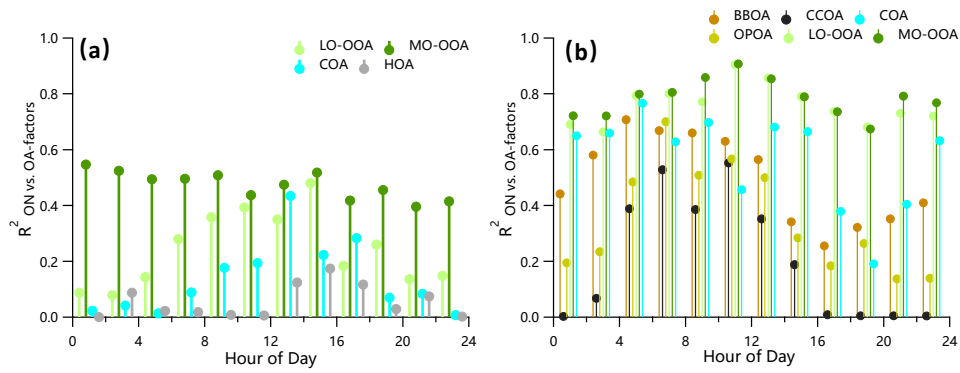 BBOA CCOA COA
OPOA LO-OOA MO-OOA
(a)
LO-OOA MO-OOA
COA HOA
(b)
R² ON vs. OA-factors
1.0
0.8
0.6
0.4
0.2
0.0
0 4 8 12 16 20 24
Hour of Day
R² ON vs. OA-factors
1.0
0.8
0.6
0.4
0.2
0.0
0 4 8 12 16 20 24
Hour of Day